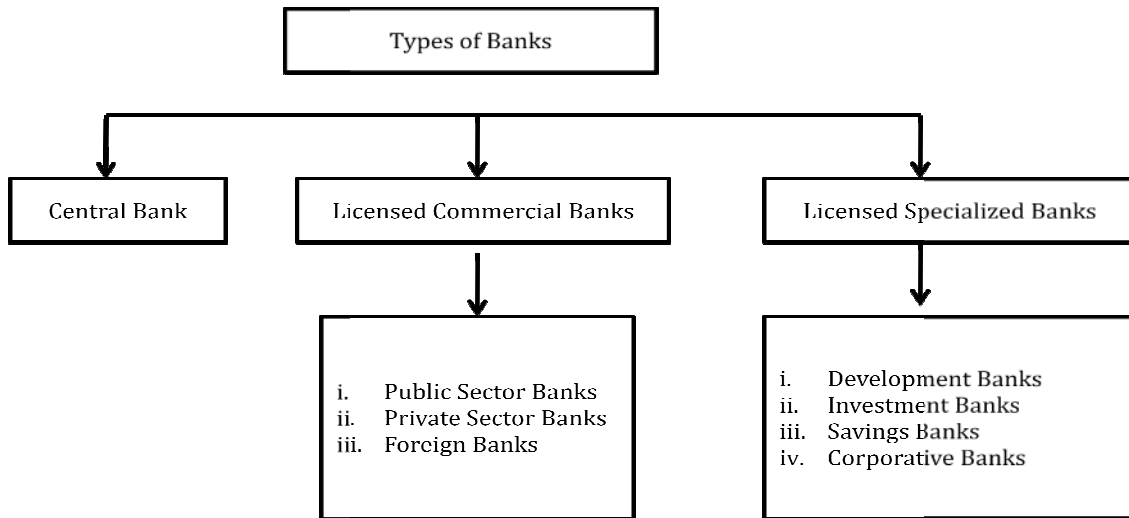 Types of Banks
Central Bank
Licensed Commercial Banks
Licensed Specialized Banks
i. Public Sector Banks
ii. Private Sector Banks
iii. Foreign Banks
i. Development Banks
ii. Investment Banks
iii. Savings Banks
iv. Corporative Banks